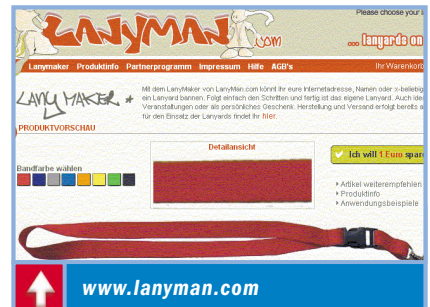 Please choose your
LANYMAN.com
... lanyards on
Lanymaker Produktinfo Partnerprogramm Impressum Hilfe AGB's
Ihr Warenkorb
LANY MAKER
Mit dem LanyMaker von LanyMan.com könnt ihr eure Internetadresse, Namen oder x-beliebig
ein Lanyard bannen. Folgt einfach den Schritten und fertig ist das eigene Lanyard. Auch idea
Veranstaltungen oder als persönliches Geschenk. Herstellung und Versand erfolgt bereits
für den Einsatz der Lanyards findet ihr hier.
PRODUKTVORSCHAU
Detailansicht
Ich will 1 Euro spar
Bandfarbe wählen
Artikel weiterempfehlen
Produktinfo
Anwendungsbeispiele
www.lanyman.com